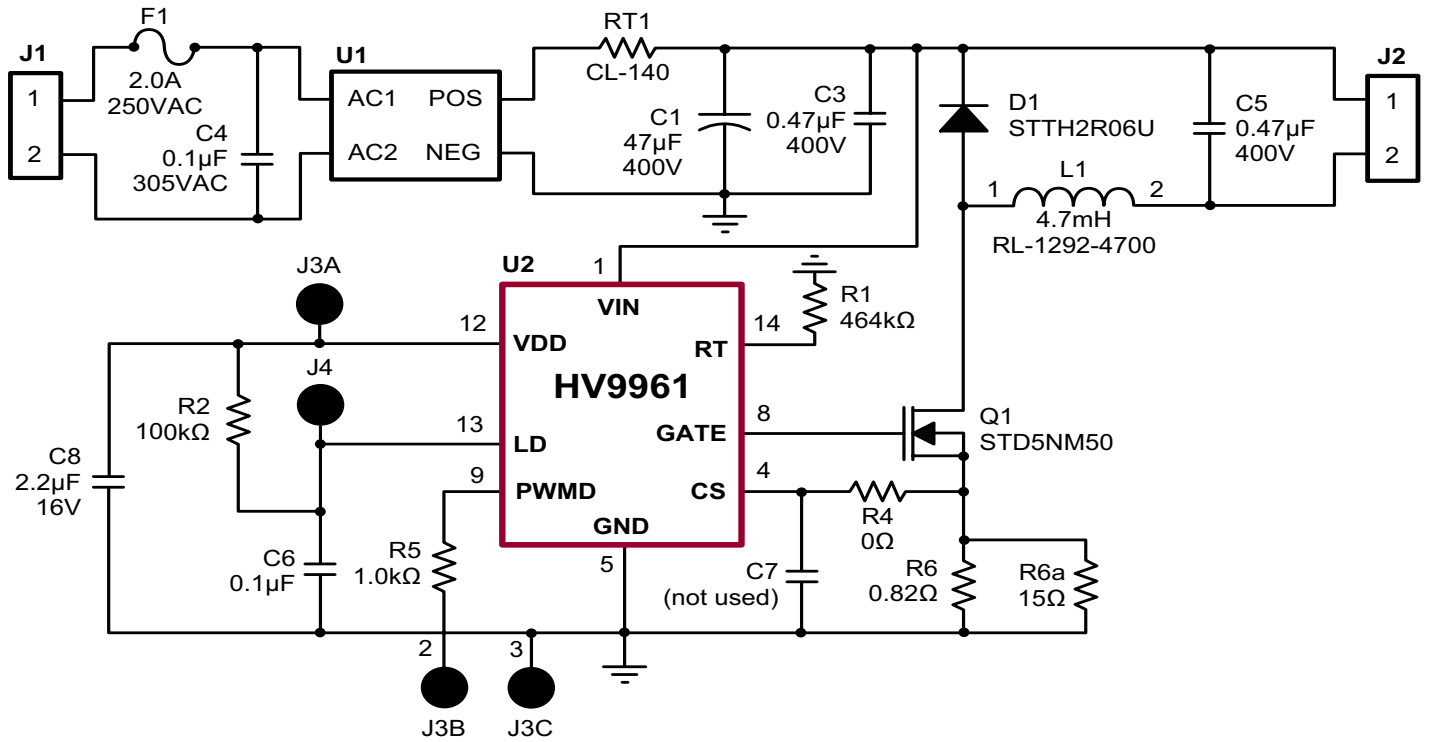 F1
2.0A
250VAC
J1
1
2
C4
0.1µF
305VAC
U1
AC1
POS
AC2
NEG
RT1
CL-140
C1
47µF
400V
C3
0.47µF
400V
D1
STTH2R06U
C5
0.47µF
400V
J2
1
2
1
L1
2
4.7mH
RL-1292-4700
J3A
J4
U2
1
VIN
12
VDD
HV9961
RT
14
R1
464kΩ
R2
100kΩ
13
LD
GATE
8
Q1
STD5NM50
C8
2.2µF
16V
9
PWMD
CS
4
R4
0Ω
GND
5
C6
0.1µF
R5
1.0kΩ
C7
(not used)
R6
0.82Ω
R6a
15Ω
2
3
J3B
J3C